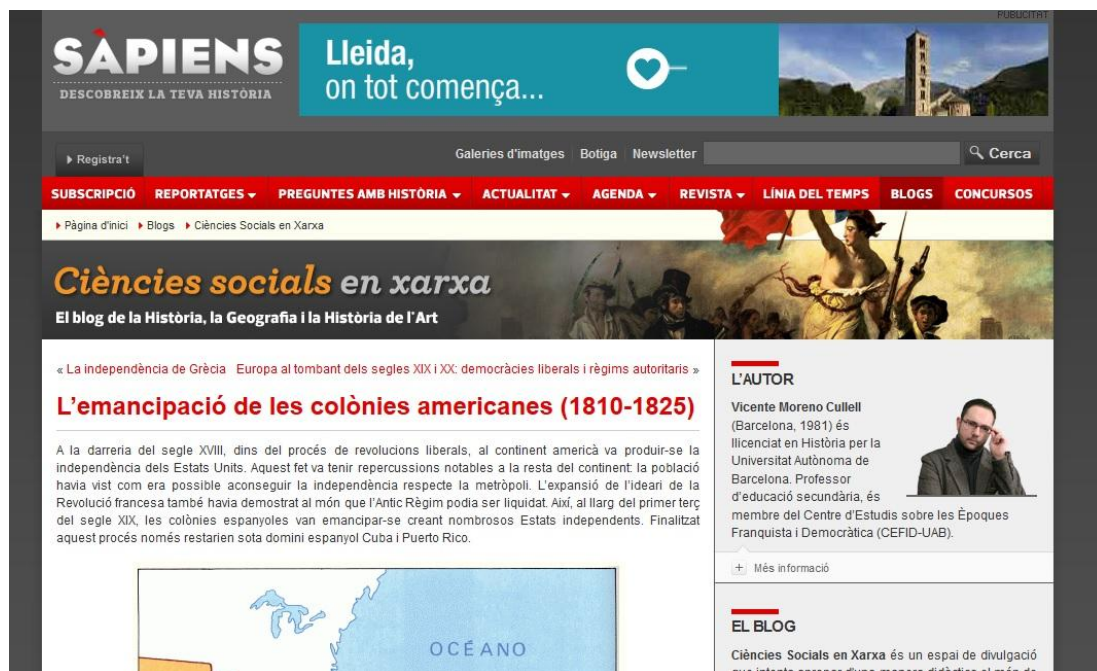 PUBLICITAT
SÀPIENS
DESCOBREIX LA TEVA HISTÒRIA
Lleida,
on tot comença...
Registra't
Galeries d'imatges Botiga Newsletter
Cerca
SUBSCRIPCIÓ REPORTATGES PREGUNTES AMB HISTÒRIA ACTUALITAT AGENDA REVISTA LÍNIA DEL TEMPS BLOGS CONCURSOS
Pàgina d'inici Blogs Ciències Socials en Xarxa
Ciències socials en xarxa
El blog de la Història, la Geografia i la Història de l'Art
« La independència de Grècia Europa al tombant dels segles XIX i XX: democràcies liberals i règims autoritaris »
L'emancipació de les colònies americanes (1810-1825)
A la darreria del segle XVIII, dins del procés de revolucions liberals, al continent americà va produir-se la
independència dels Estats Units. Aquest fet va tenir repercussions notables a la resta del continent: la població
havia vist com era possible aconseguir la independència respecte la metròpoli. L'expansió de l'ideari de la
Revolució francesa també havia demostrat al món que l'Antic Règim podia ser liquidat. Així, al llarg del primer terç
del segle XIX, les colònies espanyoles van emancipar-se creant nombrosos Estats independents. Finalitzat
aquest procés només restarien sota domini espanyol Cuba i Puerto Rico.
OCÉANO
L'AUTOR
Vicente Moreno Cullell
(Barcelona, 1981) és
llicenciat en Història per la
Universitat Autònoma de
Barcelona. Professor
d'educació secundària, és
membre del Centre d'Estudis sobre les Èpoques
Franquista i Democràtica (CEFID-UAB).
+ Més informació
EL BLOG
Ciències Socials en Xarxa és un espai de divulgació